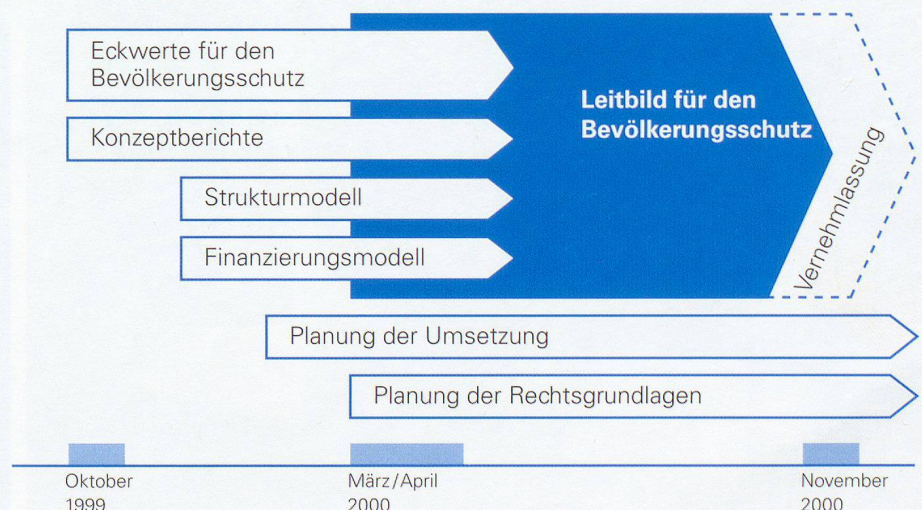 Eckwerte für den
Bevölkerungsschutz
Leitbild für den
Bevölkerungsschutz
Konzeptberichte
Vernehmlassung
Strukturmodell
Finanzierungsmodell
Planung der Umsetzung
Planung der Rechtsgrundlagen
Oktober
1999
März/April
2000
November
2000